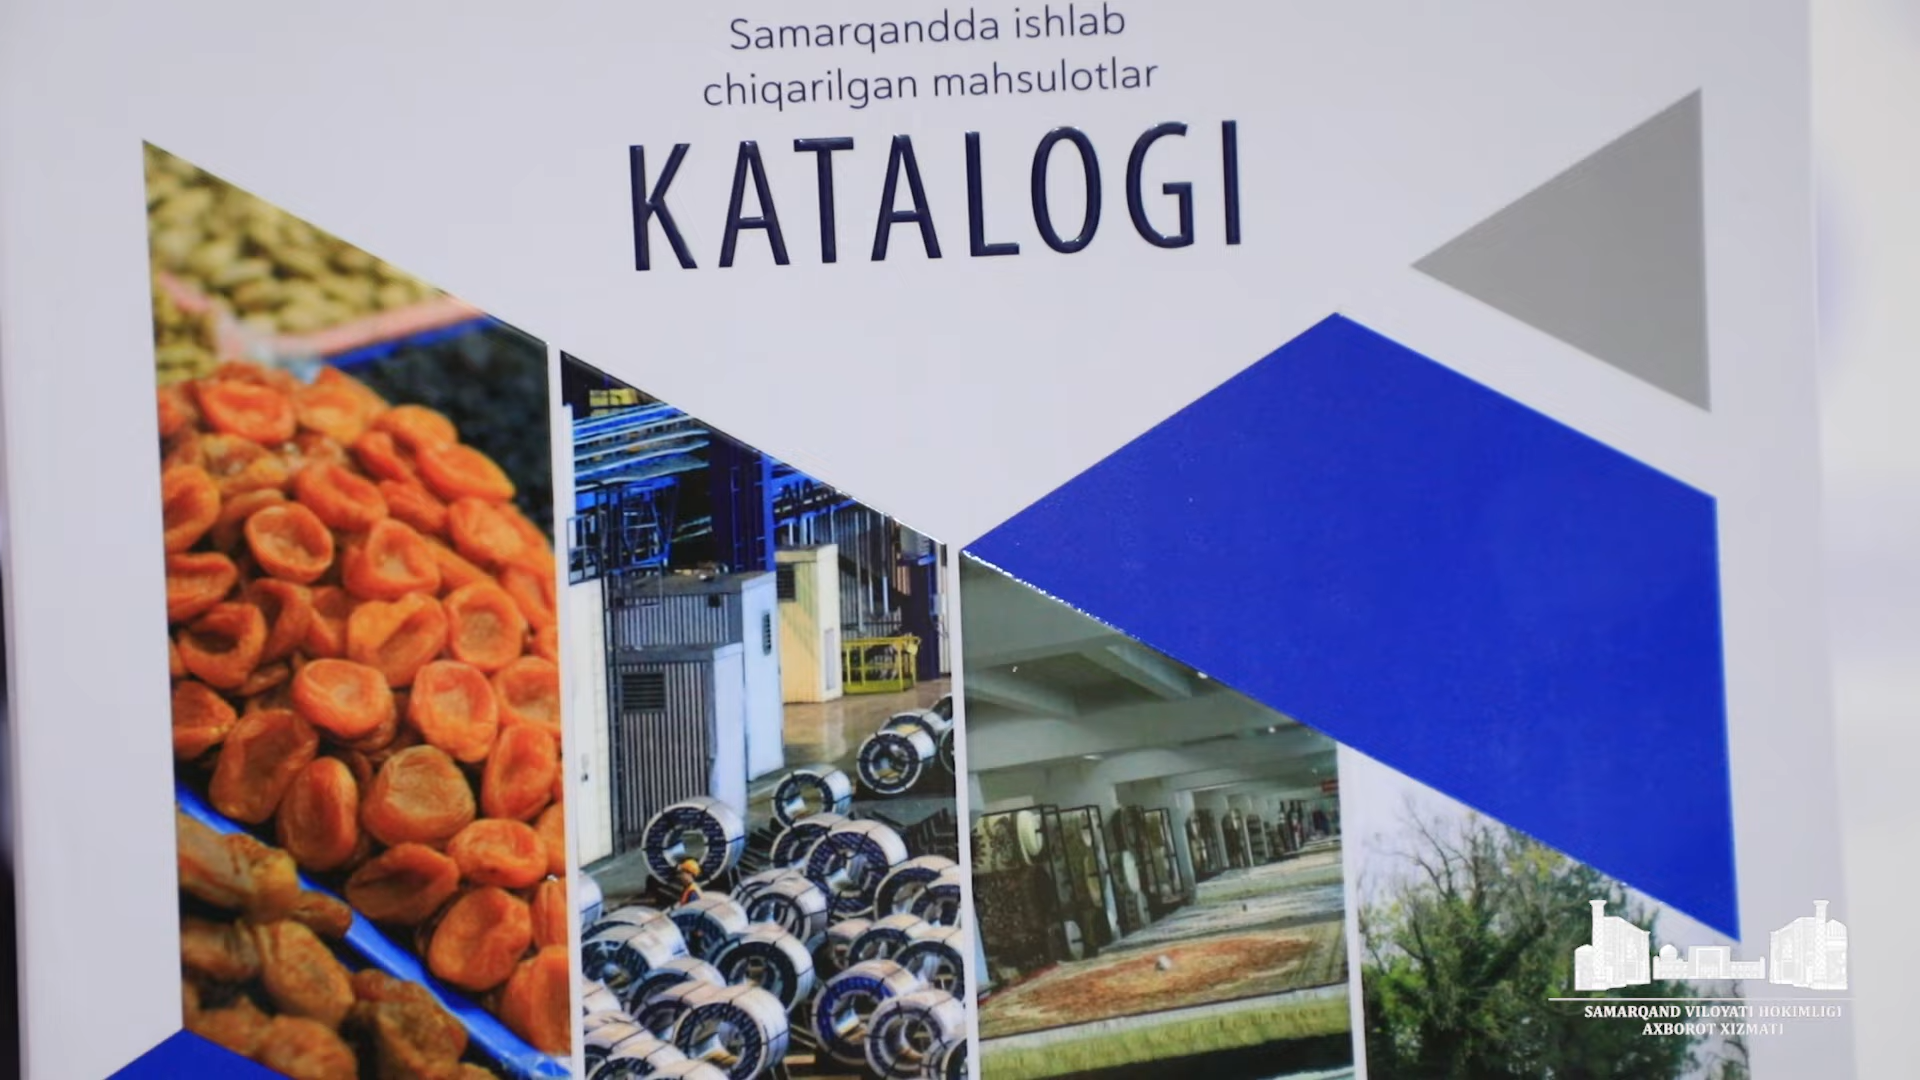 Samarqandda ishlab
chiqarilgan mahsulotlar
KATALOGI
SAMARQAND VILOYATI HOKIMLIGI
AXBOROT XIZMATI